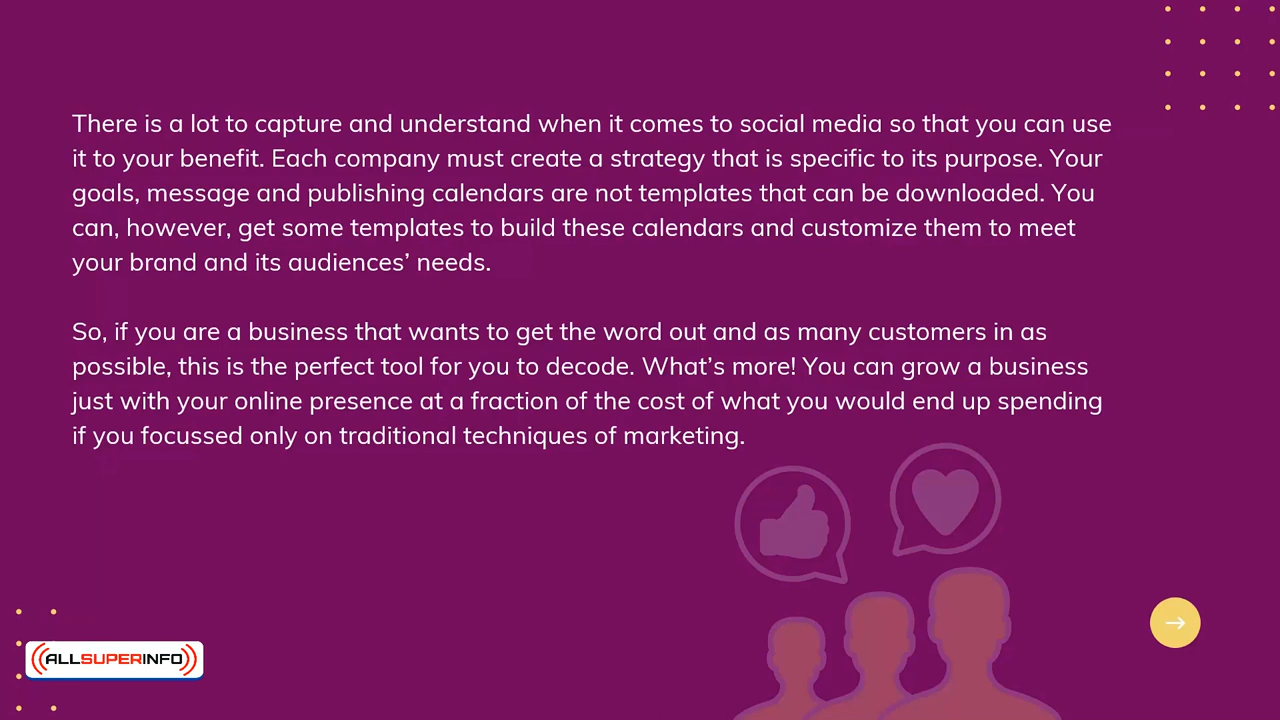 There is a lot to capture and understand when it comes to social media so that you can use
it to your benefit. Each company must create a strategy that is specific to its purpose. Your
goals, message and publishing calendars are not templates that can be downloaded. You
can, however, get some templates to build these calendars and customize them to meet
your brand and its audiences’ needs.
So, if you are a business that wants to get the word out and as many customers in as
possible, this is the perfect tool for you to decode. What’s more! You can grow a business
just with your online presence at a fraction of the cost of what you would end up spending
if you focussed only on traditional techniques of marketing.
ALLSUPERINFO